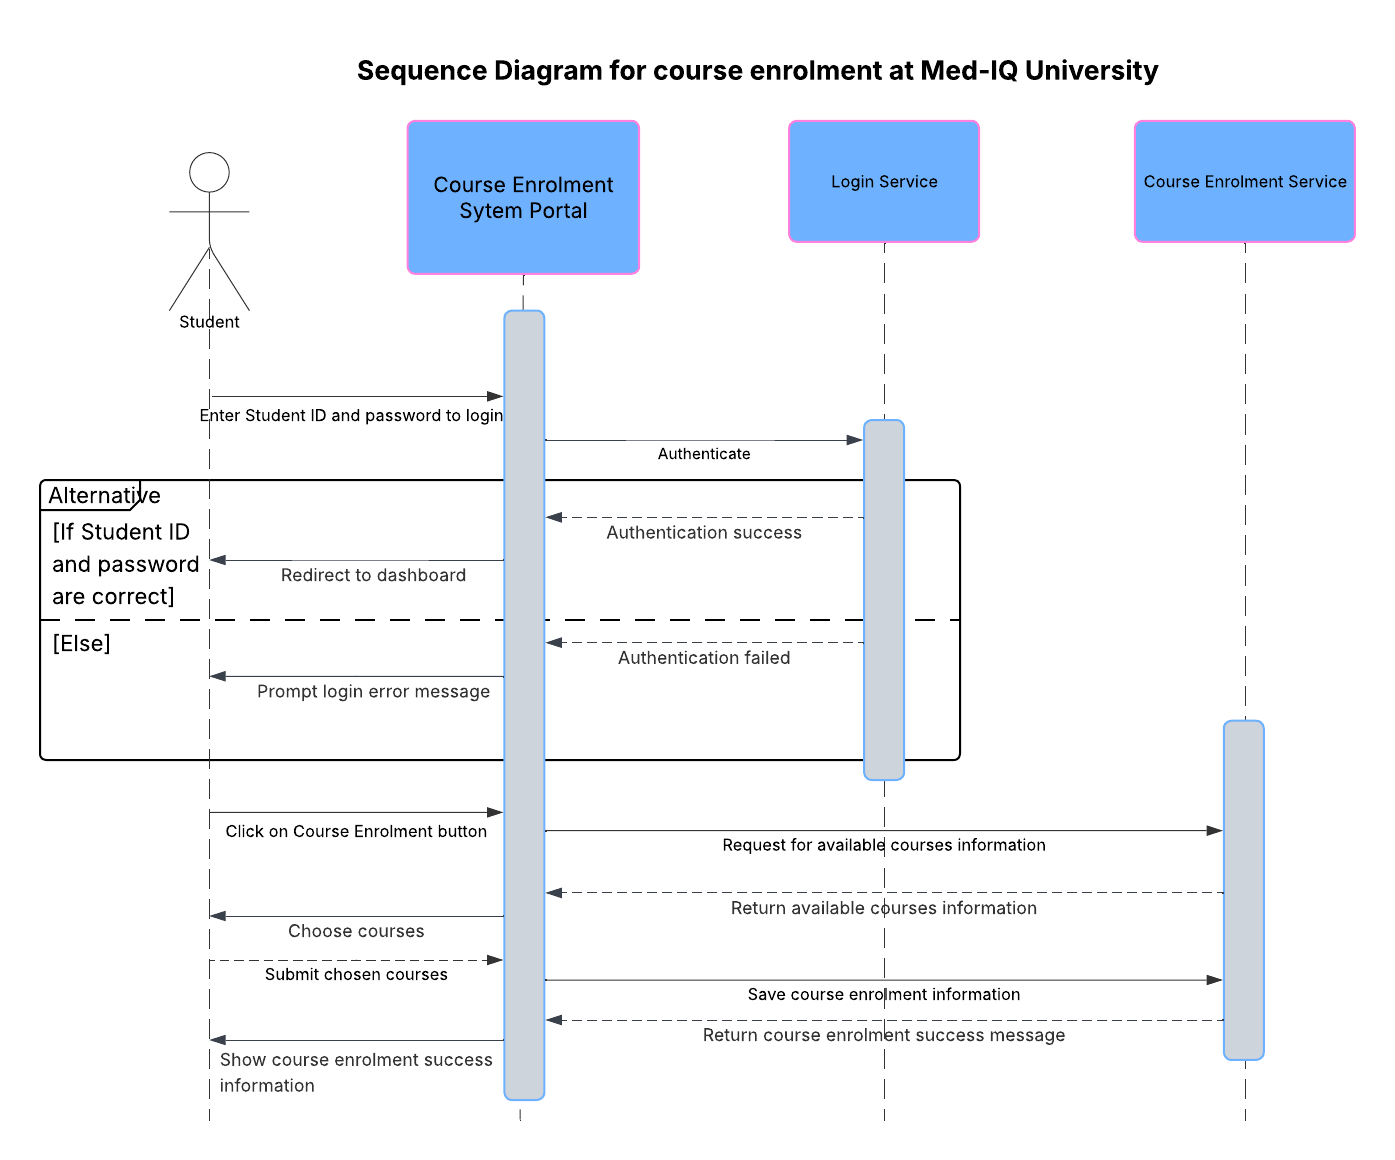 Sequence Diagram for course enrolment at Med-IQ University
Course Enrolment
Sytem Portal
Login Service
Course Enrolment Service
Student
Enter Student ID and password to login
Authenticate
Alternative
[If Student ID
and password
are correct]
Authentication success
Redirect to dashboard
[Else]
Authentication failed
Prompt login error message
Click on Course Enrolment button
Request for available courses information
Return available courses information
Choose courses
Submit chosen courses
Save course enrolment information
Return course enrolment success message
Show course enrolment success
information